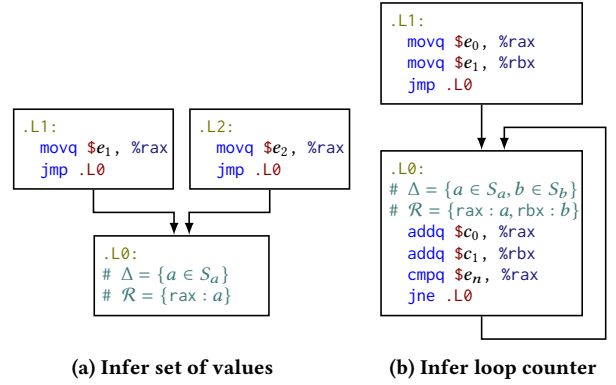 .L1:
movq $e₁, %rax
jmp .L0
.L2:
movq $e₂, %rax
jmp .L0
.L0:
# Δ = {a ∈ Sₐ}
# ℛ = {rax : a}
(a) Infer set of values
.L1:
movq $e₀, %rax
movq $e₁, %rbx
jmp .L0
.L0:
# Δ = {a ∈ Sₐ, b ∈ S_b}
# ℛ = {rax : a, rbx : b}
addq $c₀, %rax
addq $c₁, %rbx
cmpq $eₙ, %rax
jne .L0
(b) Infer loop counter